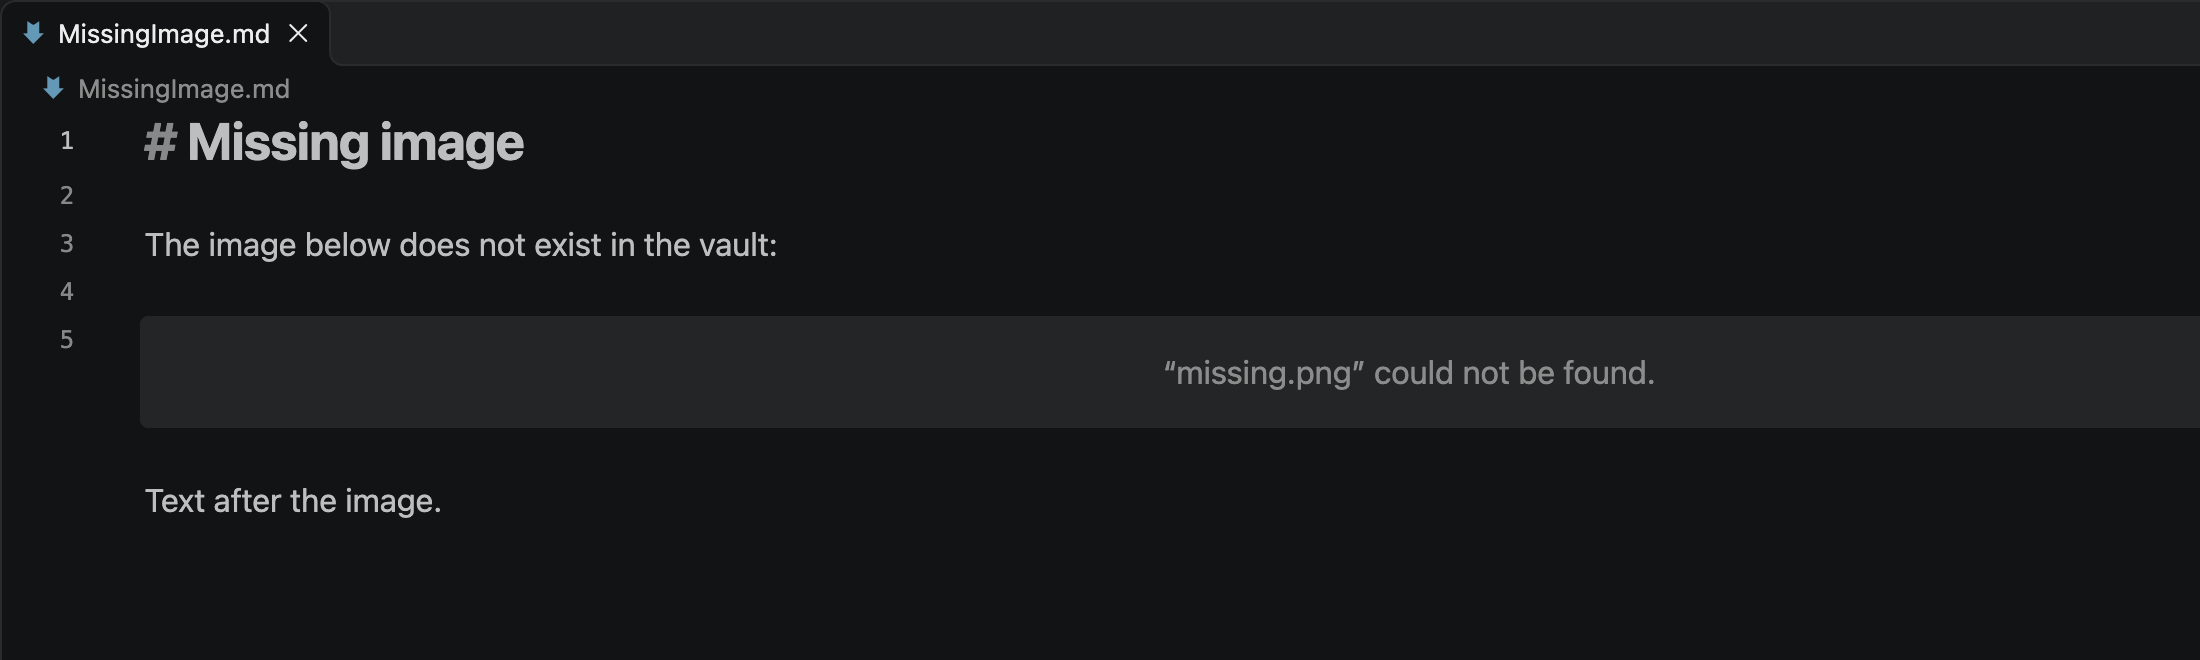 MissingImage.md
MissingImage.md
1 # Missing image
2
3 The image below does not exist in the vault:
4
5
“missing.png” could not be found.
Text after the image.